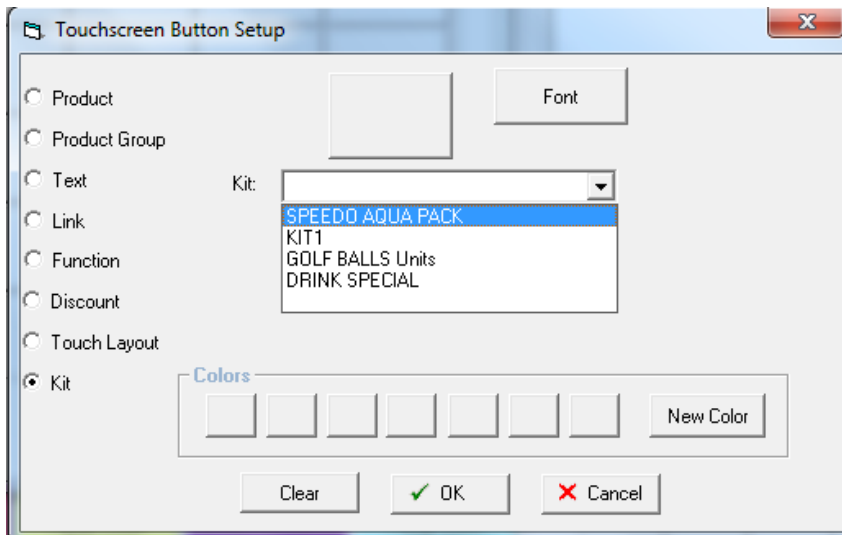 Touchscreen Button Setup
Product
Font
Product Group
Text
Kit:
SPEEDO AQUA PACK
Link
KIT1
GOLF BALLS Units
Function
DRINK SPECIAL
Discount
Touch Layout
Kit
Colors
New Color
Clear
OK
Cancel